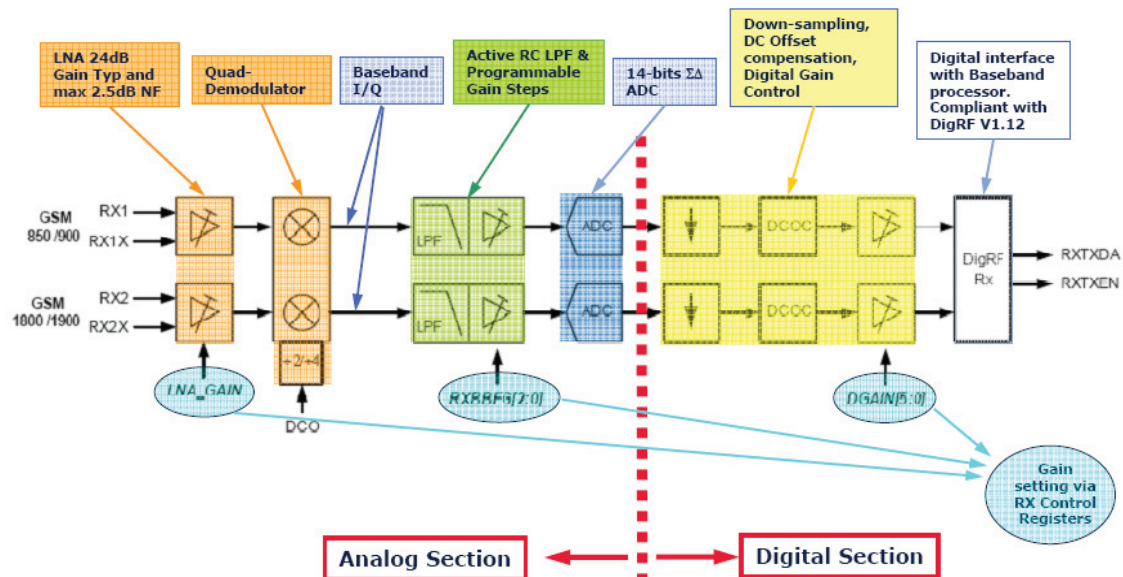 LNA 24dB
Gain Typ and
max 2.5dB NF
Quad-
Demodulator
Baseband
I/Q
Active RC LPF &
Programmable
Gain Steps
14-bits ΣΔ
ADC
Down-sampling,
DC Offset
compensation,
Digital Gain
Control
Digital interface
with Baseband
processor.
Compliant with
DigRF V1.12
GSM
850 /900
RX1
RX1X
LPF
ADC
DCOC
DigRF
Rx
RXTXDA
RXTXEN
GSM
1800 /1900
RX2
RX2X
LPF
ADC
DCOC
÷2/÷4
DCO
LNA_GAIN
DGAIN[5:0]
Gain
setting via
RX Control
Registers
Analog Section
Digital Section